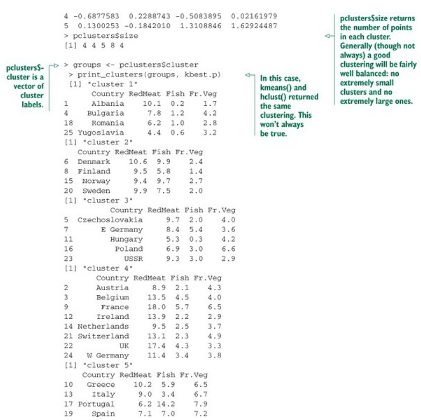 4 -0.6877583 0.2288743 -0.5083895 0.02161979
5 0.1300253 -0.1842010 1.3108846 1.62924487
> pclusters$size
[1] 4 4 5 8 4
pclusters$size returns
the number of points
in each cluster.
Generally (though not
always) a good
clustering will be fairly
well balanced: no
extremely small
clusters and no
extremely large ones.
pclusters$-
cluster is a
vector of
cluster
labels.
> groups <- pclusters$cluster
> print_clusters(groups, kbest.p)
In this case,
kmeans() and
hclust() returned
the same
clustering. This
won't always
be true.
[1] "cluster 1"
Country RedMeat Fish Fr.Veg
1 Albania 10.1 0.2 1.7
4 Bulgaria 7.8 1.2 4.2
18 Romania 6.2 1.0 2.8
25 Yugoslavia 4.4 0.6 3.2
[1] "cluster 2"
Country RedMeat Fish Fr.Veg
6 Denmark 10.6 9.9 2.4
8 Finland 9.5 5.8 1.4
15 Norway 9.4 9.7 2.7
20 Sweden 9.9 7.5 2.0
[1] "cluster 3"
Country RedMeat Fish Fr.Veg
5 Czechoslovakia 9.7 2.0 4.0
7 E Germany 8.4 5.4 3.6
11 Hungary 5.3 0.3 4.2
16 Poland 6.9 3.0 6.6
23 USSR 9.3 3.0 2.9
[1] "cluster 4"
Country RedMeat Fish Fr.Veg
2 Austria 8.9 2.1 4.3
3 Belgium 13.5 4.5 4.0
9 France 18.0 5.7 6.5
12 Ireland 13.9 2.2 2.9
14 Netherlands 9.5 2.5 3.7
21 Switzerland 13.1 2.3 4.9
22 UK 17.4 4.3 3.3
24 W Germany 11.4 3.4 3.8
[1] "cluster 5"
Country RedMeat Fish Fr.Veg
10 Greece 10.2 5.9 6.5
13 Italy 9.0 3.4 6.7
17 Portugal 6.2 14.2 7.9
19 Spain 7.1 7.0 7.2